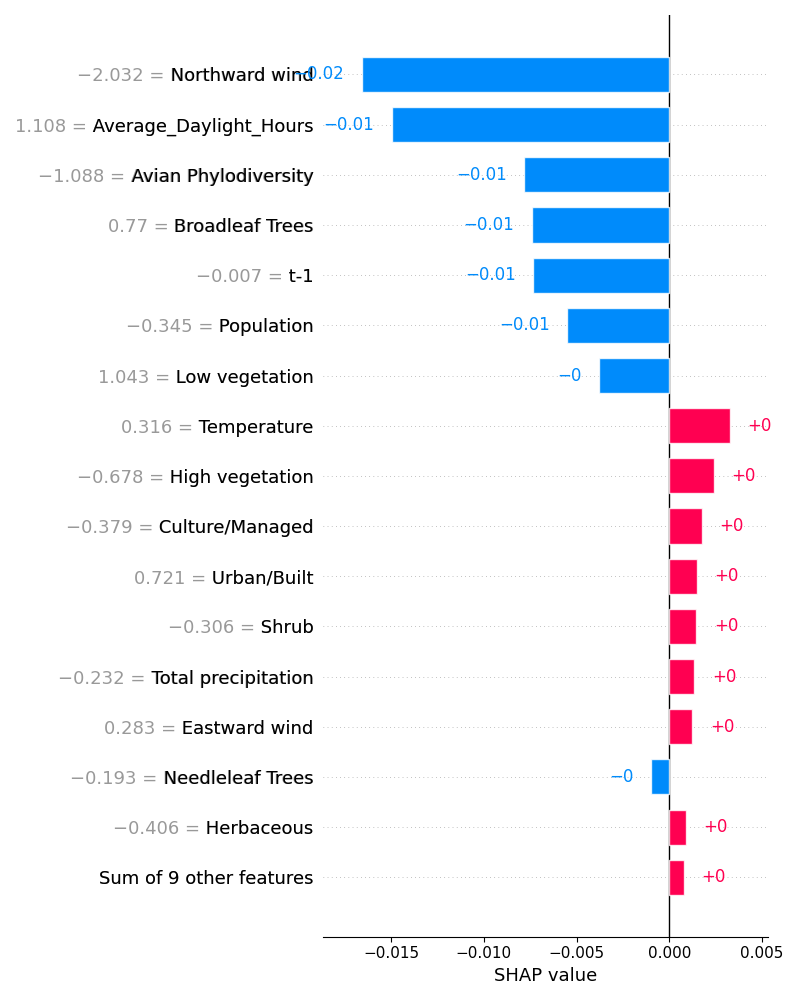 −2.032 = Northward wind −0.02
1.108 = Average_Daylight_Hours −0.01
−1.088 = Avian Phylodiversity −0.01
0.77 = Broadleaf Trees −0.01
−0.007 = t-1 −0.01
−0.345 = Population −0.01
1.043 = Low vegetation −0
0.316 = Temperature +0
−0.678 = High vegetation +0
−0.379 = Culture/Managed +0
0.721 = Urban/Built +0
−0.306 = Shrub +0
−0.232 = Total precipitation +0
0.283 = Eastward wind +0
−0.193 = Needleleaf Trees −0
−0.406 = Herbaceous +0
Sum of 9 other features +0
−0.015 −0.010 −0.005 0.000 0.005
SHAP value